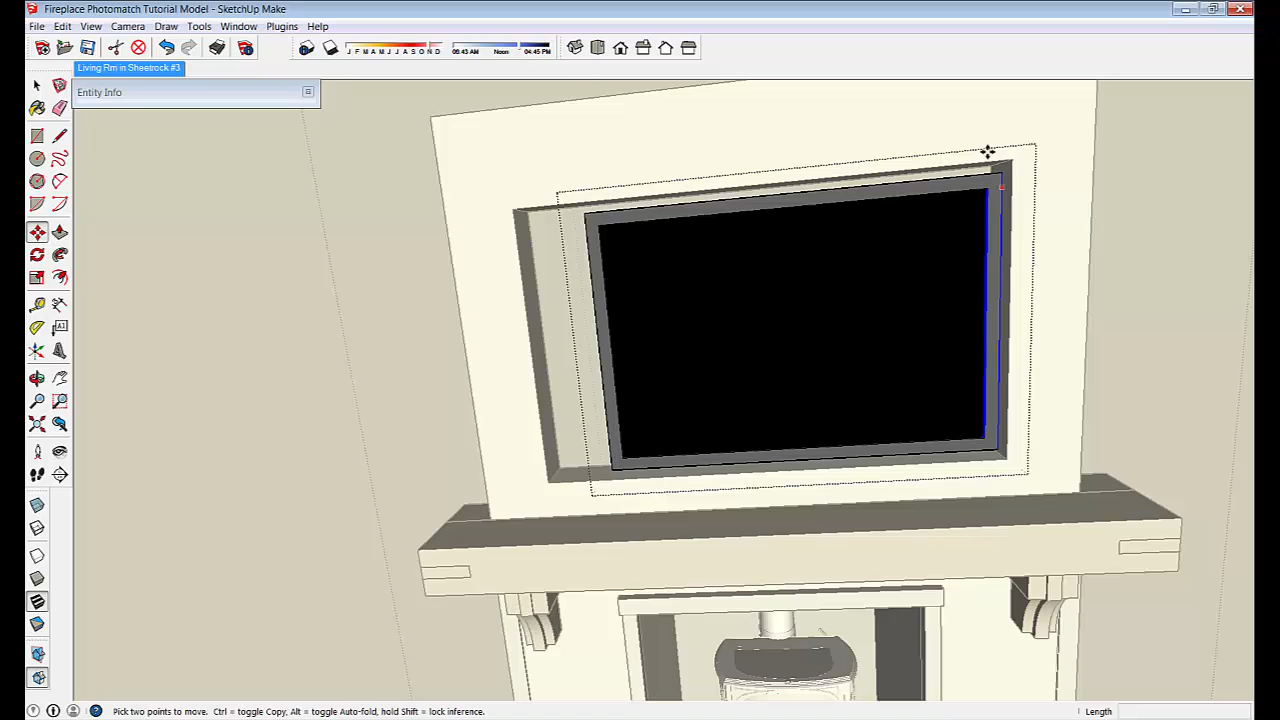 Fireplace Photomatch Tutorial Model - SketchUp Make
File Edit View Camera Draw Tools Window Plugins Help
J F M A M J J A S O N D 06:43 AM Noon 04:45 PM
Living Rm in Sheetrock #3
Entity Info
Pick two points to move. Ctrl = toggle Copy, Alt = toggle Auto-fold, hold Shift = lock inference. Length